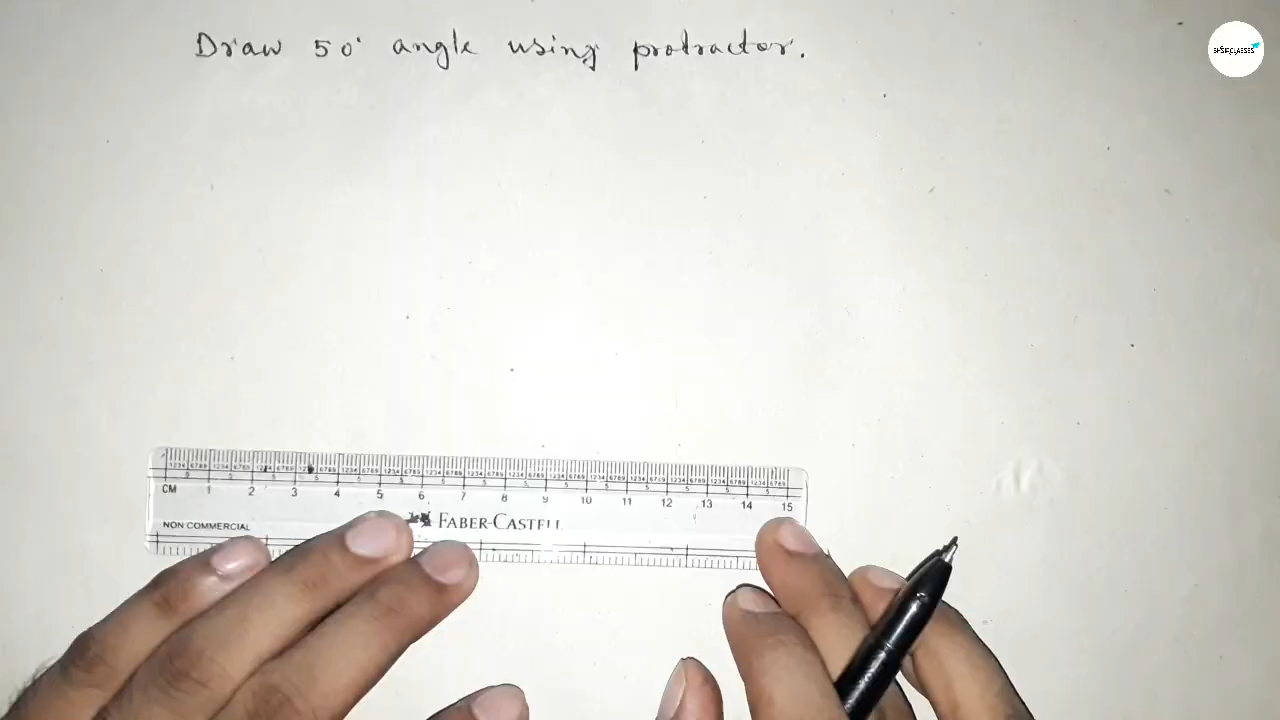 Draw 50° angle using protractor.
CM 1 2 3 4 5 6 7 8 9 10 11 12 13 14 15
FABER-CASTELL
NON COMMERCIAL